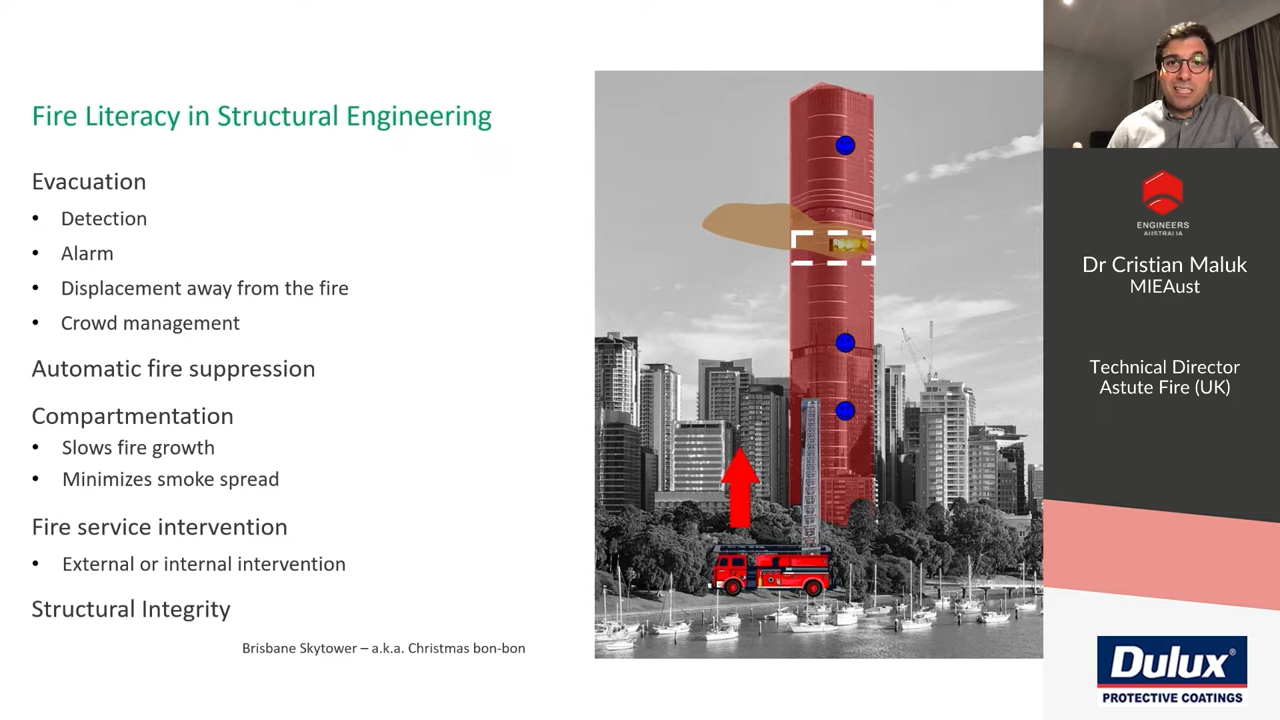 Fire Literacy in Structural Engineering
Evacuation
• Detection
• Alarm
• Displacement away from the fire
• Crowd management
Automatic fire suppression
Compartmentation
• Slows fire growth
• Minimizes smoke spread
Fire service intervention
• External or internal intervention
Structural Integrity
Brisbane Skytower – a.k.a. Christmas bon-bon
ENGINEERS
AUSTRALIA
Dr Cristian Maluk
MIEAust
Technical Director
Astute Fire (UK)
Dulux®
PROTECTIVE COATINGS